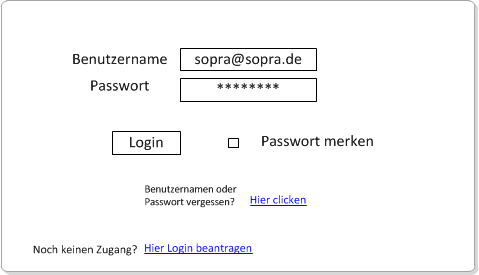 Benutzername sopra@sopra.de
Passwort ********
Login Passwort merken
Benutzernamen oder
Passwort vergessen? Hier clicken
Noch keinen Zugang? Hier Login beantragen